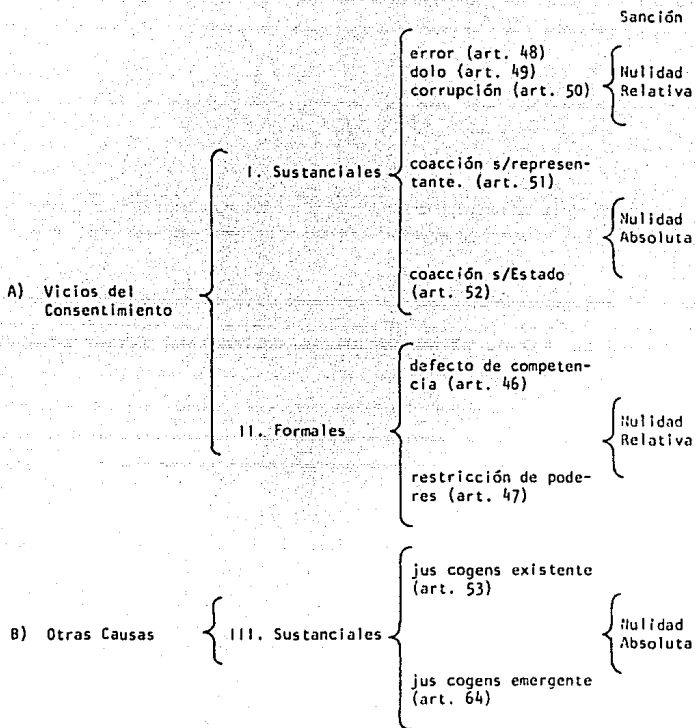 Sanción
error (art. 48)
dolo (art. 49)
corrupción (art. 50)
Nulidad
Relativa
I. Sustanciales
coacción s/represen-
tante. (art. 51)
Nulidad
Absoluta
coacción s/Estado
(art. 52)
A) Vicios del
Consentimiento
defecto de competen-
cia (art. 46)
II. Formales
Nulidad
Relativa
restricción de pode-
res (art. 47)
jus cogens existente
(art. 53)
B) Otras Causas
III. Sustanciales
Nulidad
Absoluta
jus cogens emergente
(art. 64)